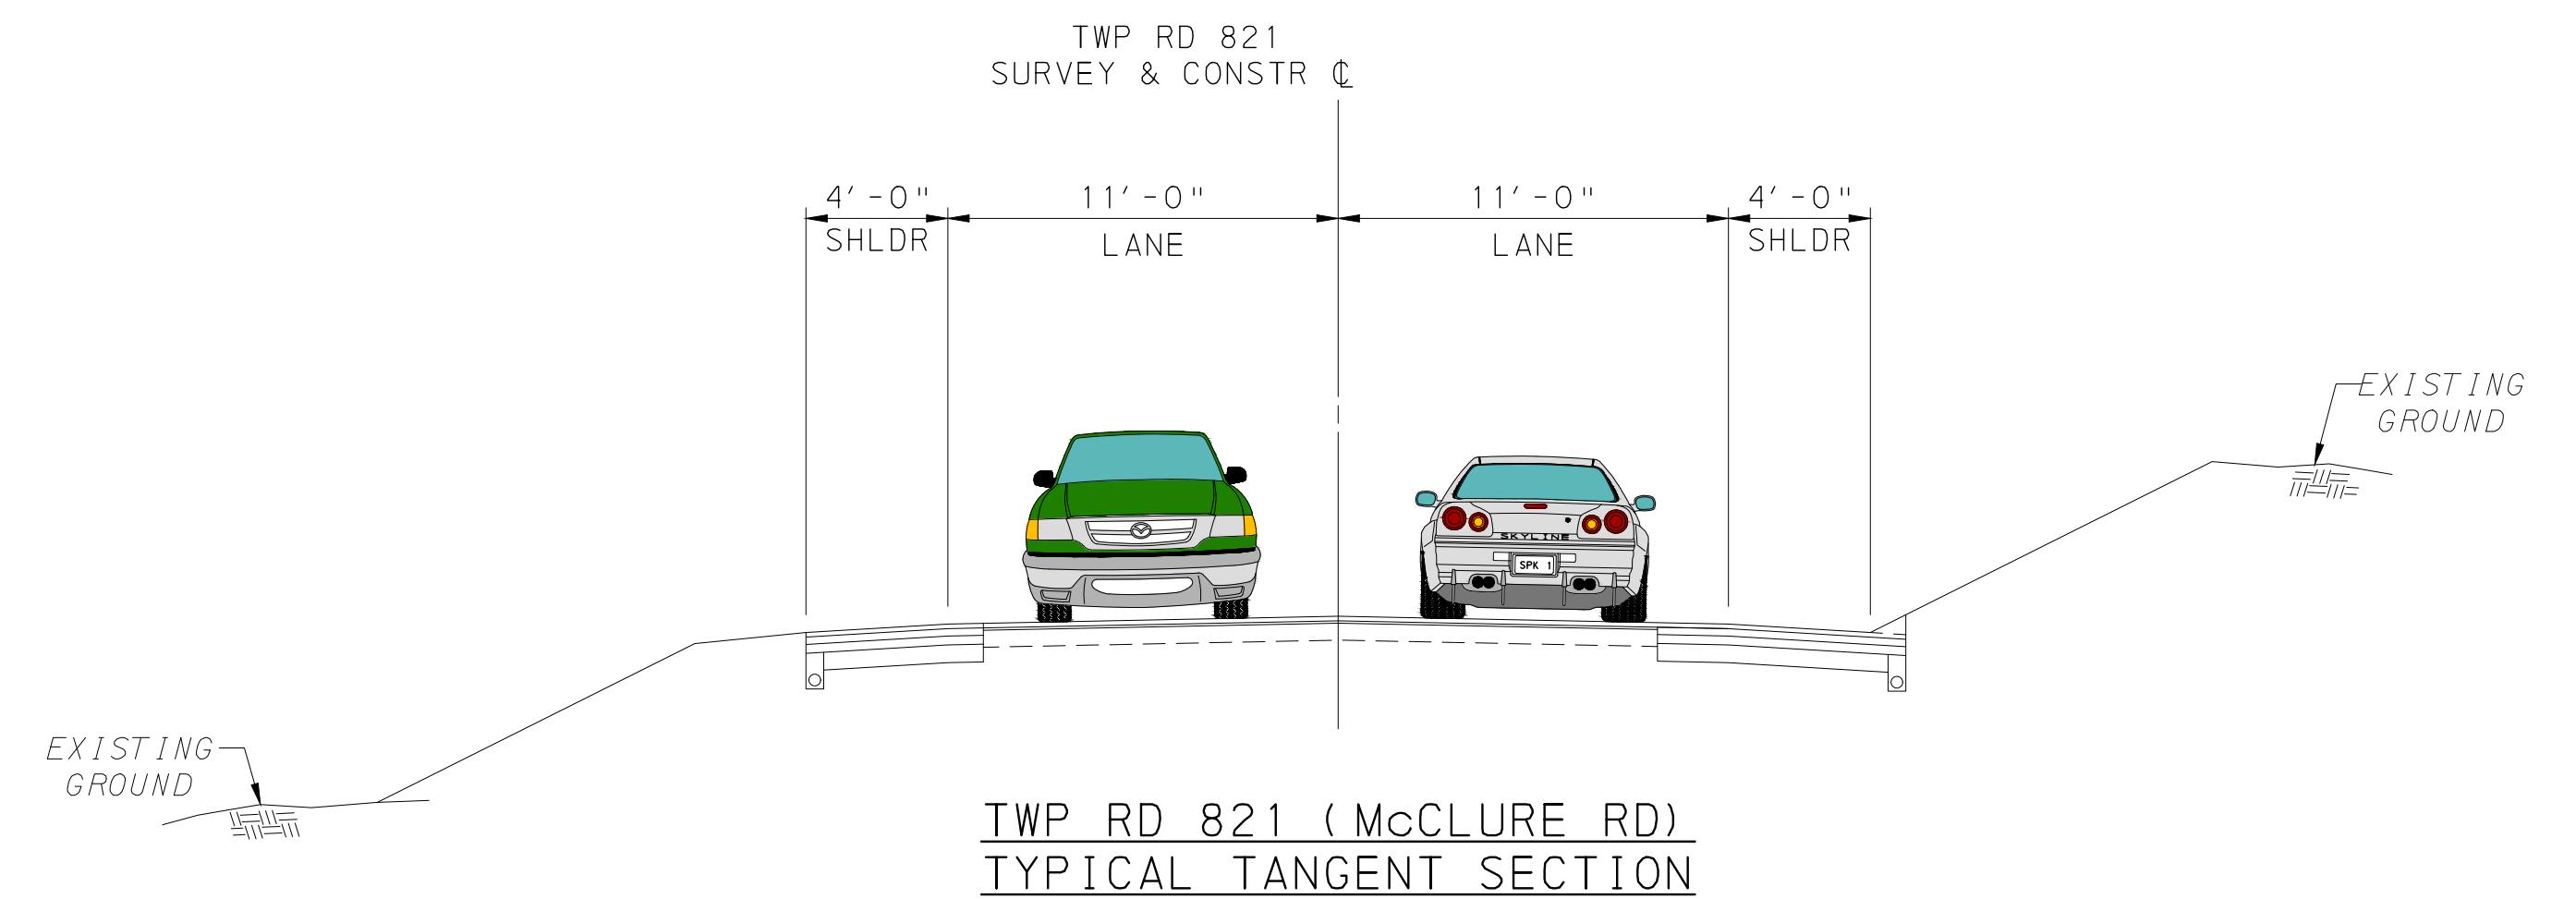 TWP RD 821
SURVEY & CONSTR ℄
4'-0" 11'-0" 11'-0" 4'-0"
SHLDR LANE LANE SHLDR
EXISTING
GROUND
SKYLINE
SPK 1
EXISTING
GROUND
TWP RD 821 (McCLURE RD)
TYPICAL TANGENT SECTION